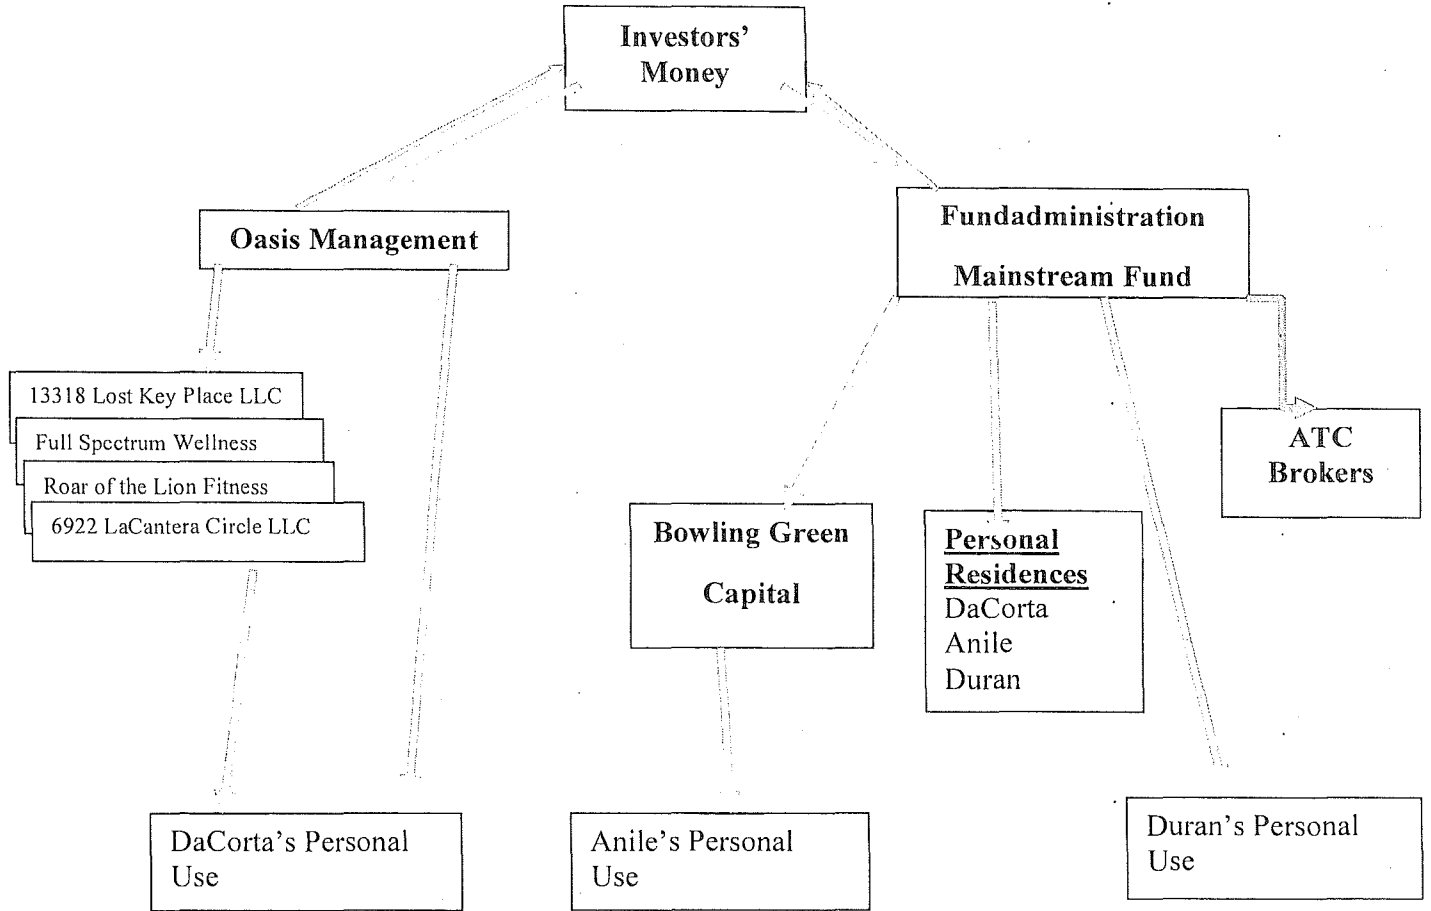 Investors'
Money
Oasis Management
Fundadministration
Mainstream Fund
13318 Lost Key Place LLC
Full Spectrum Wellness
Roar of the Lion Fitness
6922 LaCantera Circle LLC
ATC
Brokers
Bowling Green
Capital
Personal
Residences
DaCorta
Anile
Duran
DaCorta's Personal
Use
Anile's Personal
Use
Duran's Personal
Use